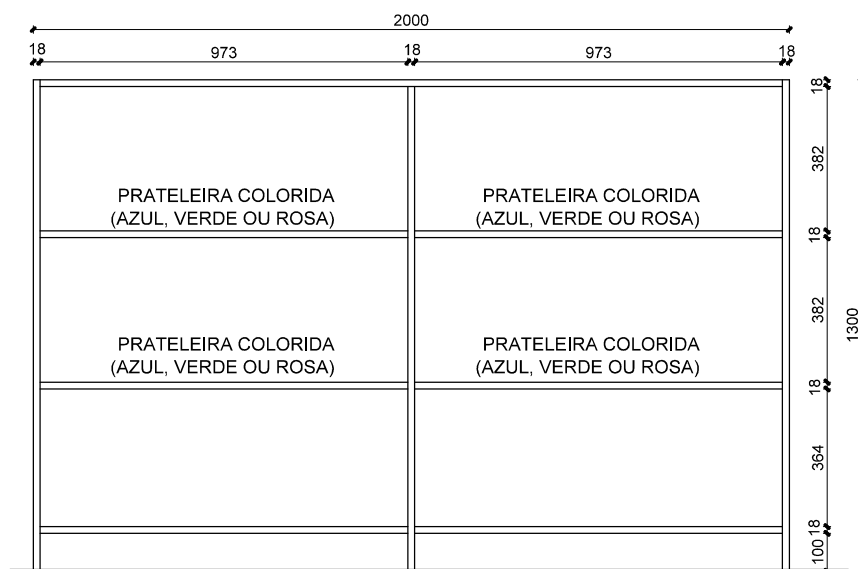 2000
18 973 18 973 18
18
382
PRATELEIRA COLORIDA
(AZUL, VERDE OU ROSA)
PRATELEIRA COLORIDA
(AZUL, VERDE OU ROSA)
18
382
1300
PRATELEIRA COLORIDA
(AZUL, VERDE OU ROSA)
PRATELEIRA COLORIDA
(AZUL, VERDE OU ROSA)
18
364
18
100